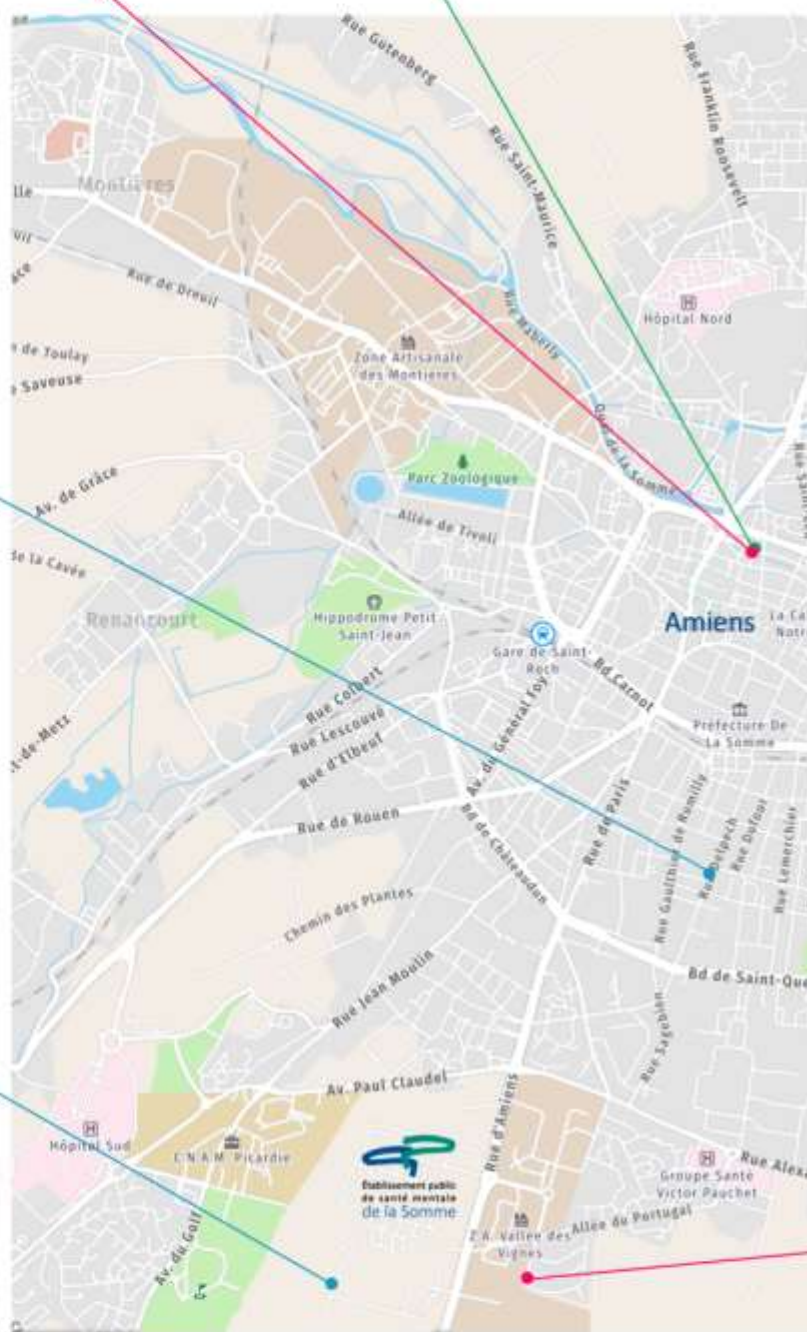 Rue Gutenberg
Rue Franklin Roosevelt
Rue Saint-Maurice
Montières
Rue de Dreuil
Hôpital Nord
Rue Maberly
Zone Artisanale
des Montières
de Toulay
Saveuse
Quai de la Somme
Parc Zoologique
Av. de Grâce
Allée de Tivoli
de la Cavée
Renancourt
Hippodrome Petit
Saint-Jean
Amiens
Gare de Saint-
Roch
Bd Carnot
Rue Colbert
Rue Lescouvé
Rue d'Elbeuf
Av. du Général Foy
Préfecture De
La Somme
t-de-Metz
Rue de Rouen
Rue de Paris
Bd de Châteaudun
Rue Gaulthier de Rumilly
Rue Delpech
Rue Dufour
Rue Lemerchier
Chemin des Plantes
Rue Jean Moulin
Bd de Saint-Que
Rue Sagebien
Av. Paul Claudel
Rue d'Amiens
H
Hôpital Sud
C.N.A.M. Picardie
Établissement public
de santé mentale
de la Somme
H
Groupe Santé
Victor Pauchet
Rue Alexa
Z.A. Vallée des
Vignes
Allée du Portugal
Av. du Golf